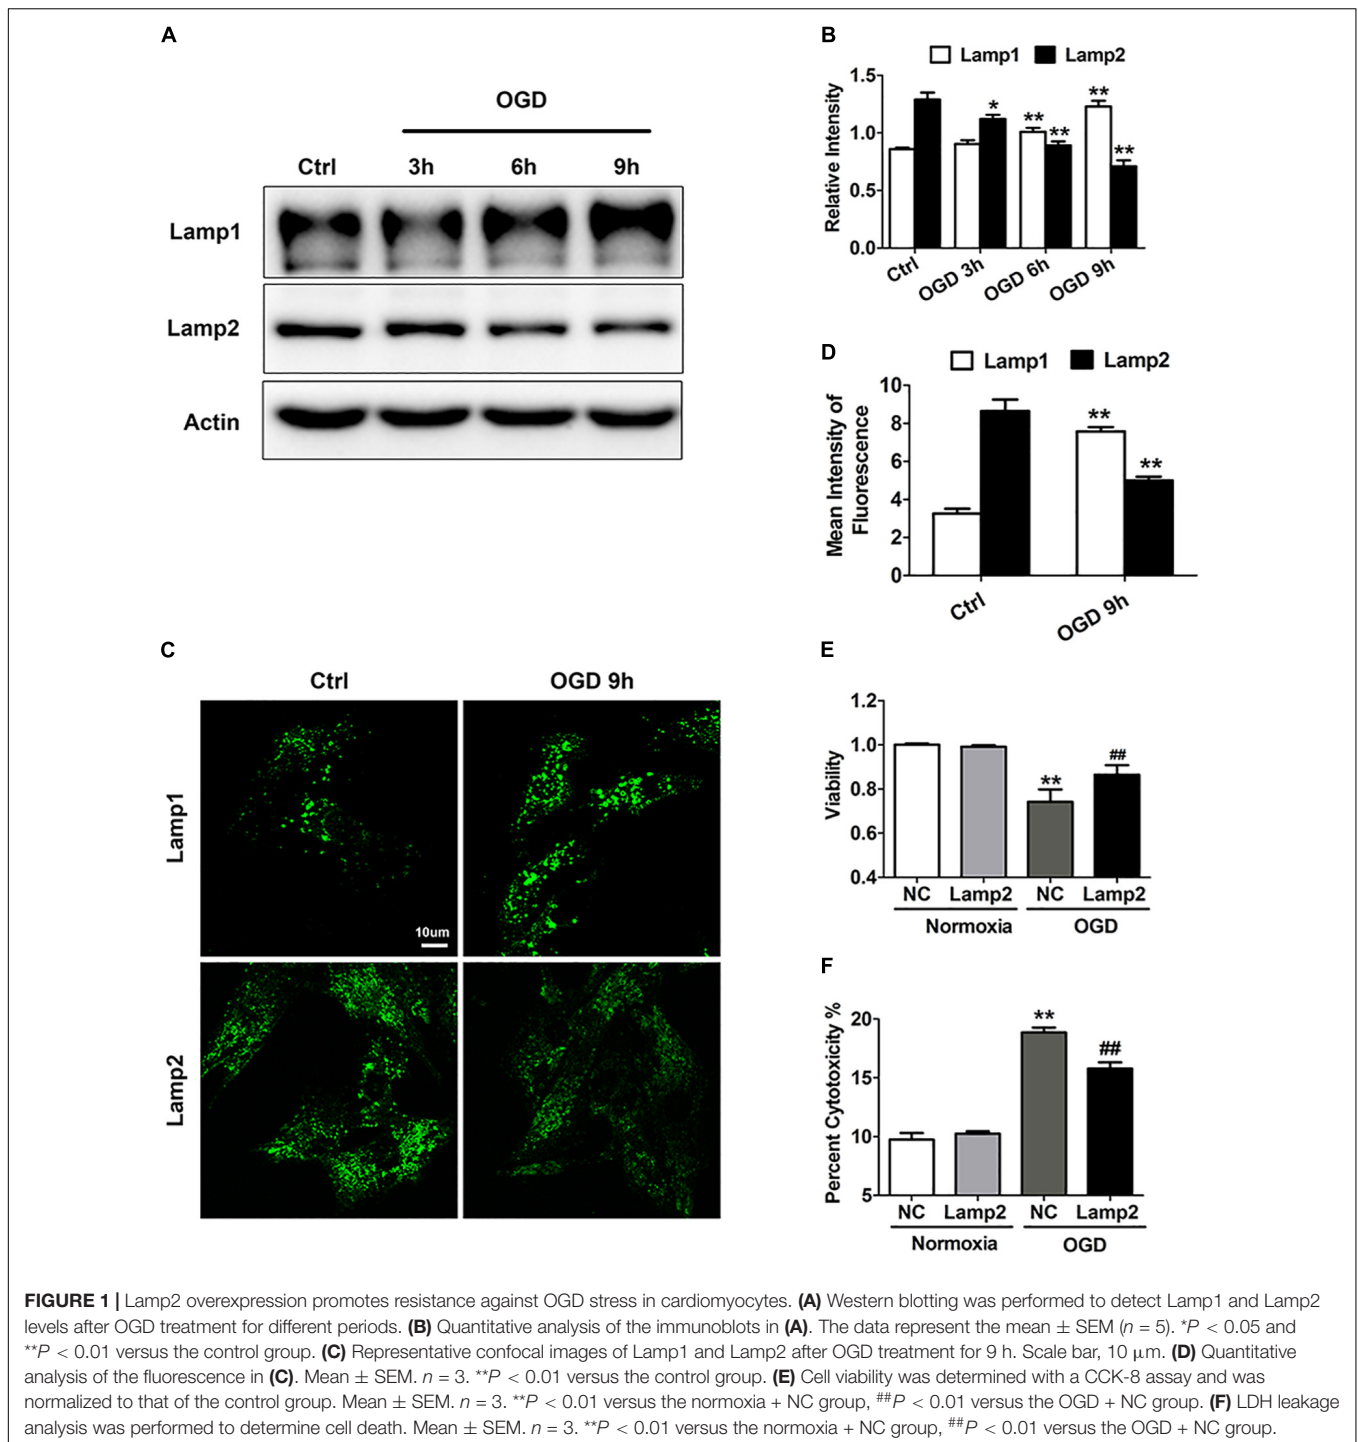 A
OGD
Ctrl 3h 6h 9h
Lamp1
Lamp2
Actin
B
Lamp1 Lamp2
Relative Intensity
1.5
1.0
0.5
0.0
* ** ** ** **
Ctrl OGD 3h OGD 6h OGD 9h
D
Lamp1 Lamp2
Mean Intensity of
Fluorescence
10
8
6
4
2
0
** **
Ctrl OGD 9h
C
Ctrl OGD 9h
Lamp1
10um
Lamp2
E
Viability
1.2
1.0
0.8
0.6
0.4
** ##
NC Lamp2 NC Lamp2
Normoxia OGD
F
Percent Cytotoxicity %
20
15
10
5
** ##
NC Lamp2 NC Lamp2
Normoxia OGD
FIGURE 1 | Lamp2 overexpression promotes resistance against OGD stress in cardiomyocytes. (A) Western blotting was performed to detect Lamp1 and Lamp2
levels after OGD treatment for different periods. (B) Quantitative analysis of the immunoblots in (A). The data represent the mean ± SEM (n = 5). *P < 0.05 and
**P < 0.01 versus the control group. (C) Representative confocal images of Lamp1 and Lamp2 after OGD treatment for 9 h. Scale bar, 10 μm. (D) Quantitative
analysis of the fluorescence in (C). Mean ± SEM. n = 3. **P < 0.01 versus the control group. (E) Cell viability was determined with a CCK-8 assay and was
normalized to that of the control group. Mean ± SEM. n = 3. **P < 0.01 versus the normoxia + NC group, ##P < 0.01 versus the OGD + NC group. (F) LDH leakage
analysis was performed to determine cell death. Mean ± SEM. n = 3. **P < 0.01 versus the normoxia + NC group, ##P < 0.01 versus the OGD + NC group.